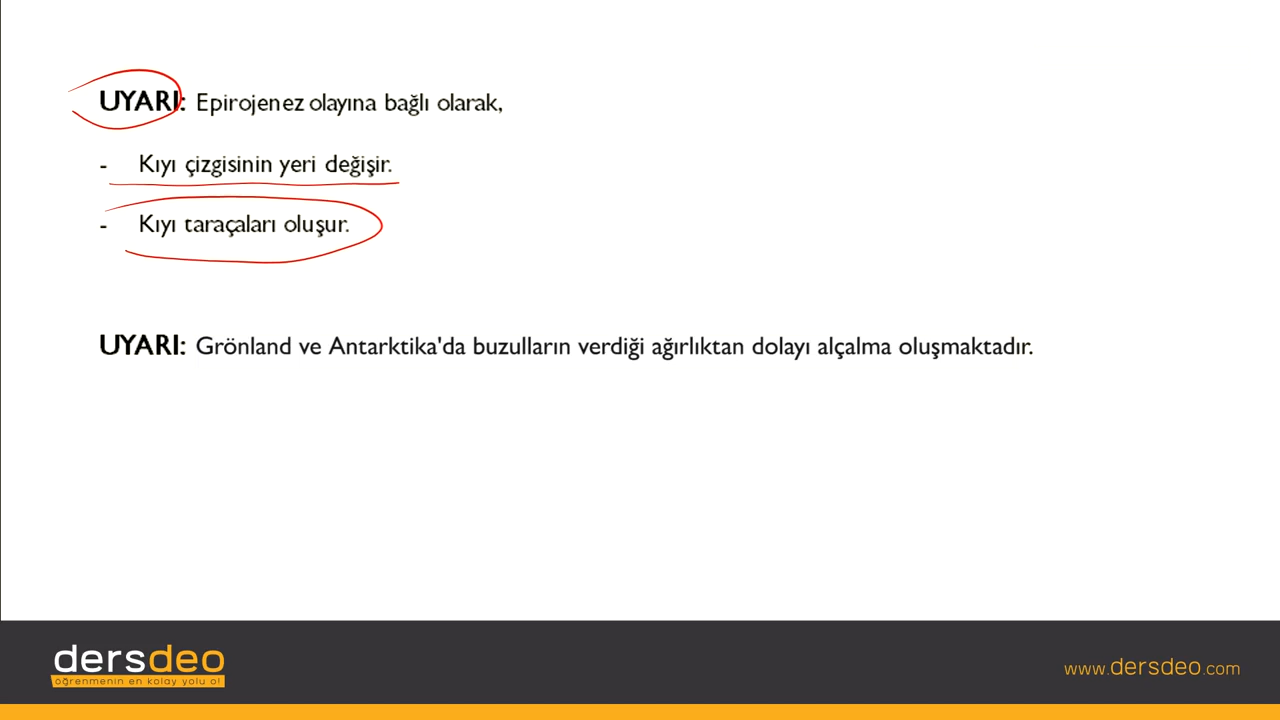 UYARI: Epirojenez olayına bağlı olarak,
- Kıyı çizgisinin yeri değişir.
- Kıyı taraçaları oluşur.
UYARI: Grönland ve Antarktika'da buzulların verdiği ağırlıktan dolayı alçalma oluşmaktadır.
dersdeo
öğrenmenin en kolay yolu o!
www.dersdeo.com